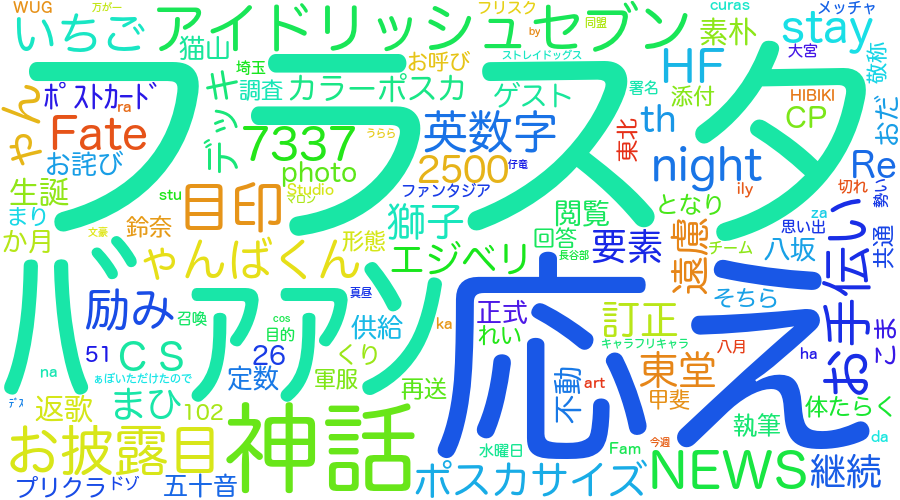 WUG
万が一
フリスク
同盟
curas
メッチャ
いちご
アイドリッシュセブン
stay
猫山
お呼び
by
素朴
大宮
敬称
埼玉
ストレイドッグス
HF
ﾎﾟｽﾄｶｰﾄﾞ
ra
デッキ
調査
カラーポスカ
ゲスト
署名
添付
HIBIKI
CP
おだ
ゃん
Fate
7337
うらら
英数字
th
東北
フラスタ
お詫び
photo
2500
仔竜
night
Re
ily
切れ
勢い
生誕
stu
目印
Studio
マロン
ファンタジア
獅子
閲覧
となり
za
思い出
まり
鈴奈
文豪
か月
ゃんばくん
形態
エジベリ
回答
長谷部
要素
遠慮
チーム
八坂
お手伝い
共通
バァァン
応え
励み
召喚
真昼
cos
目的
供給
ka
正式
れい
訂正
キャラフリキャラ
そちら
八月
ha
こま
51
ＣＳ
26
くり
na
ぁぽいただけたので
定数
軍服
再送
art
不動
東堂
甲斐
ﾃﾞｽ
返歌
まひ
102
神話
体たらく
執筆
お披露目
水曜日
Fam
今週
da
プリクラ
ドゾ
五十音
ポスカサイズ
NEWS
継続